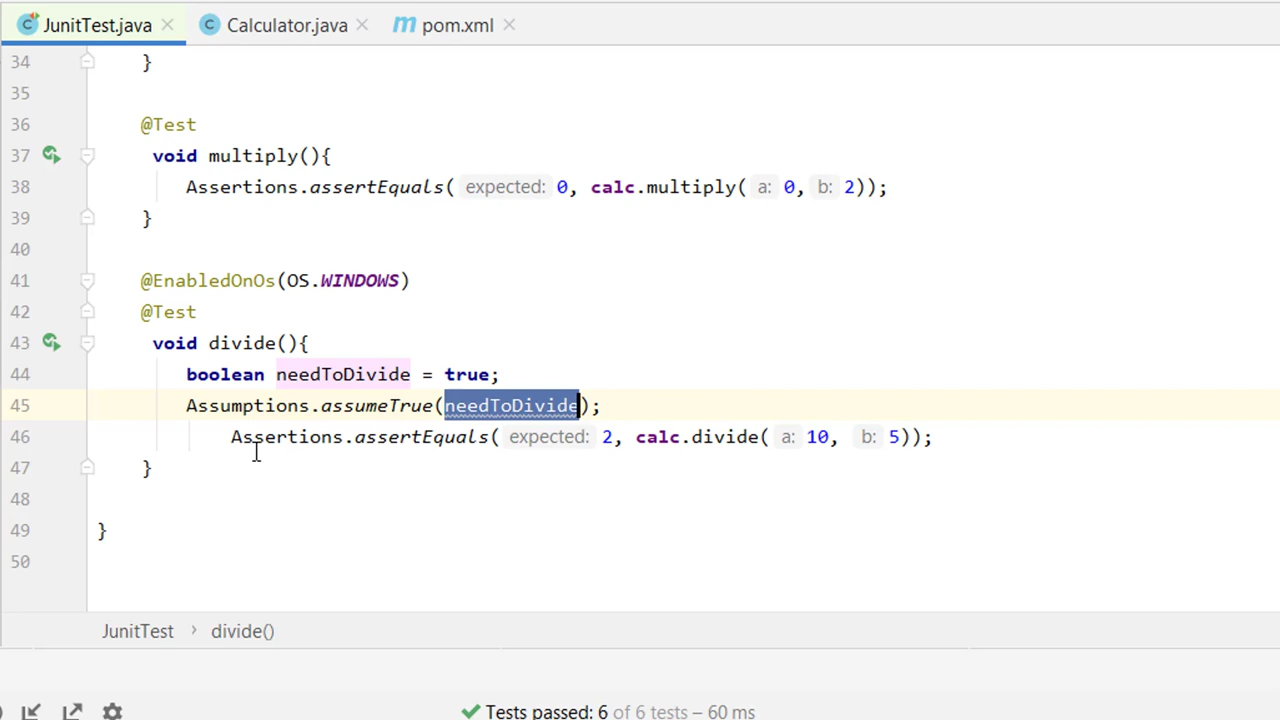 JunitTest.java Calculator.java pom.xml
34 }
35
36 @Test
37 void multiply(){
38 Assertions.assertEquals( expected: 0, calc.multiply( a: 0, b: 2));
39 }
40
41 @EnabledOnOs(OS.WINDOWS)
42 @Test
43 void divide(){
44 boolean needToDivide = true;
45 Assumptions.assumeTrue(needToDivide);
46 Assertions.assertEquals( expected: 2, calc.divide( a: 10, b: 5));
47 }
48
49 }
50
JunitTest › divide()
Tests passed: 6 of 6 tests – 60 ms